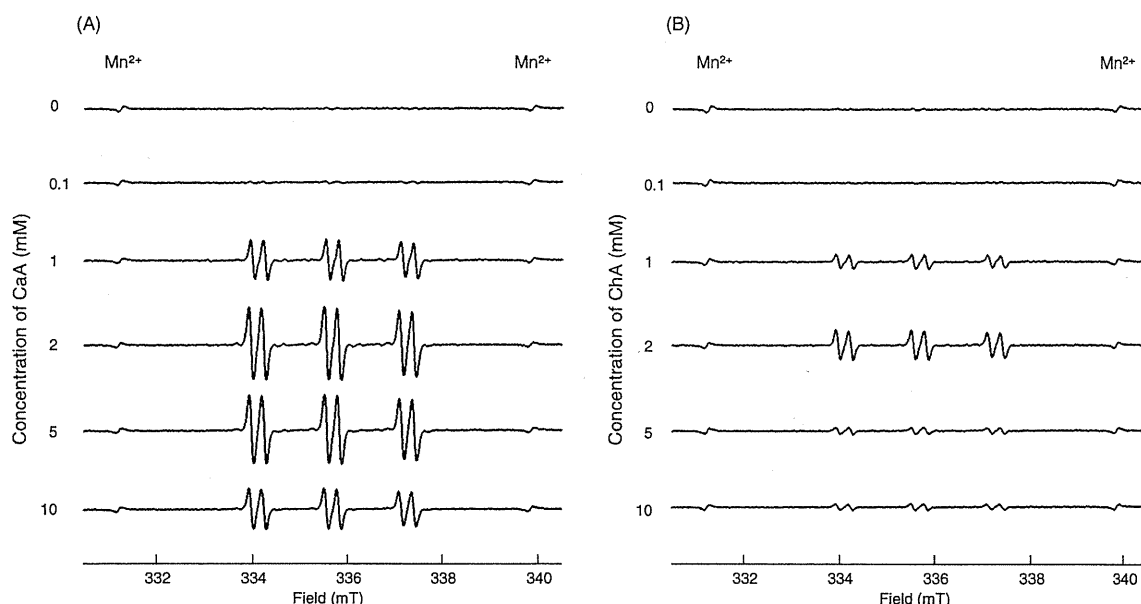 (A)
Mn²⁺ Mn²⁺
Concentration of CaA (mM)
0
0.1
1
2
5
10
332 334 336 338 340
Field (mT)
(B)
Mn²⁺ Mn²⁺
Concentration of ChA (mM)
0
0.1
1
2
5
10
332 334 336 338 340
Field (mT)